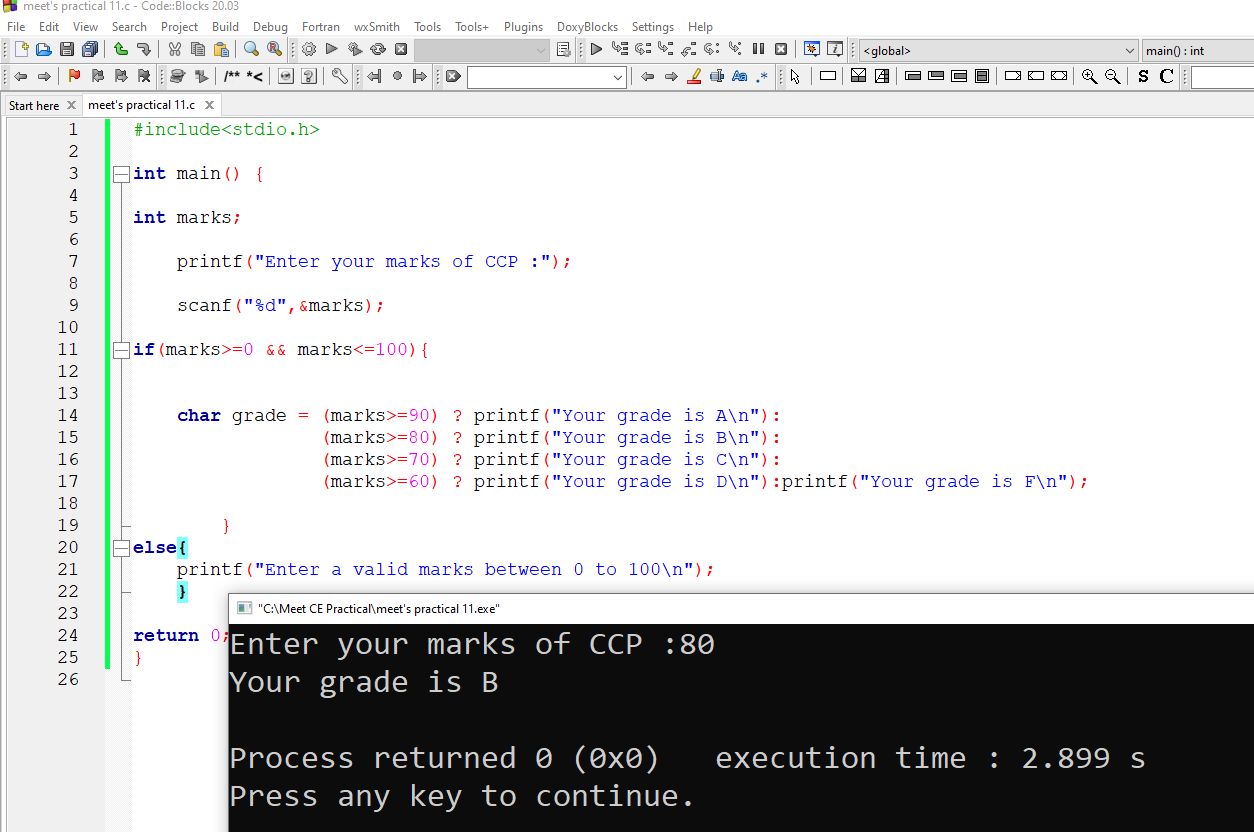 meet's practical 11.c - Code::Blocks 20.03
File Edit View Search Project Build Debug Fortran wxSmith Tools Tools+ Plugins DoxyBlocks Settings Help
<global> main() : int
/** *< Aa .* S C
Start here X meet's practical 11.c X
1 #include<stdio.h>
2
3 int main() {
4
5 int marks;
6
7 printf("Enter your marks of CCP :");
8
9 scanf("%d",&marks);
10
11 if(marks>=0 && marks<=100){
12
13
14 char grade = (marks>=90) ? printf("Your grade is A\n"):
15 (marks>=80) ? printf("Your grade is B\n"):
16 (marks>=70) ? printf("Your grade is C\n"):
17 (marks>=60) ? printf("Your grade is D\n"):printf("Your grade is F\n");
18
19 }
20 else{
21 printf("Enter a valid marks between 0 to 100\n");
22 }
23
24 return 0;
25 }
26
"C:\Meet CE Practical\meet's practical 11.exe"
Enter your marks of CCP :80
Your grade is B
Process returned 0 (0x0) execution time : 2.899 s
Press any key to continue.